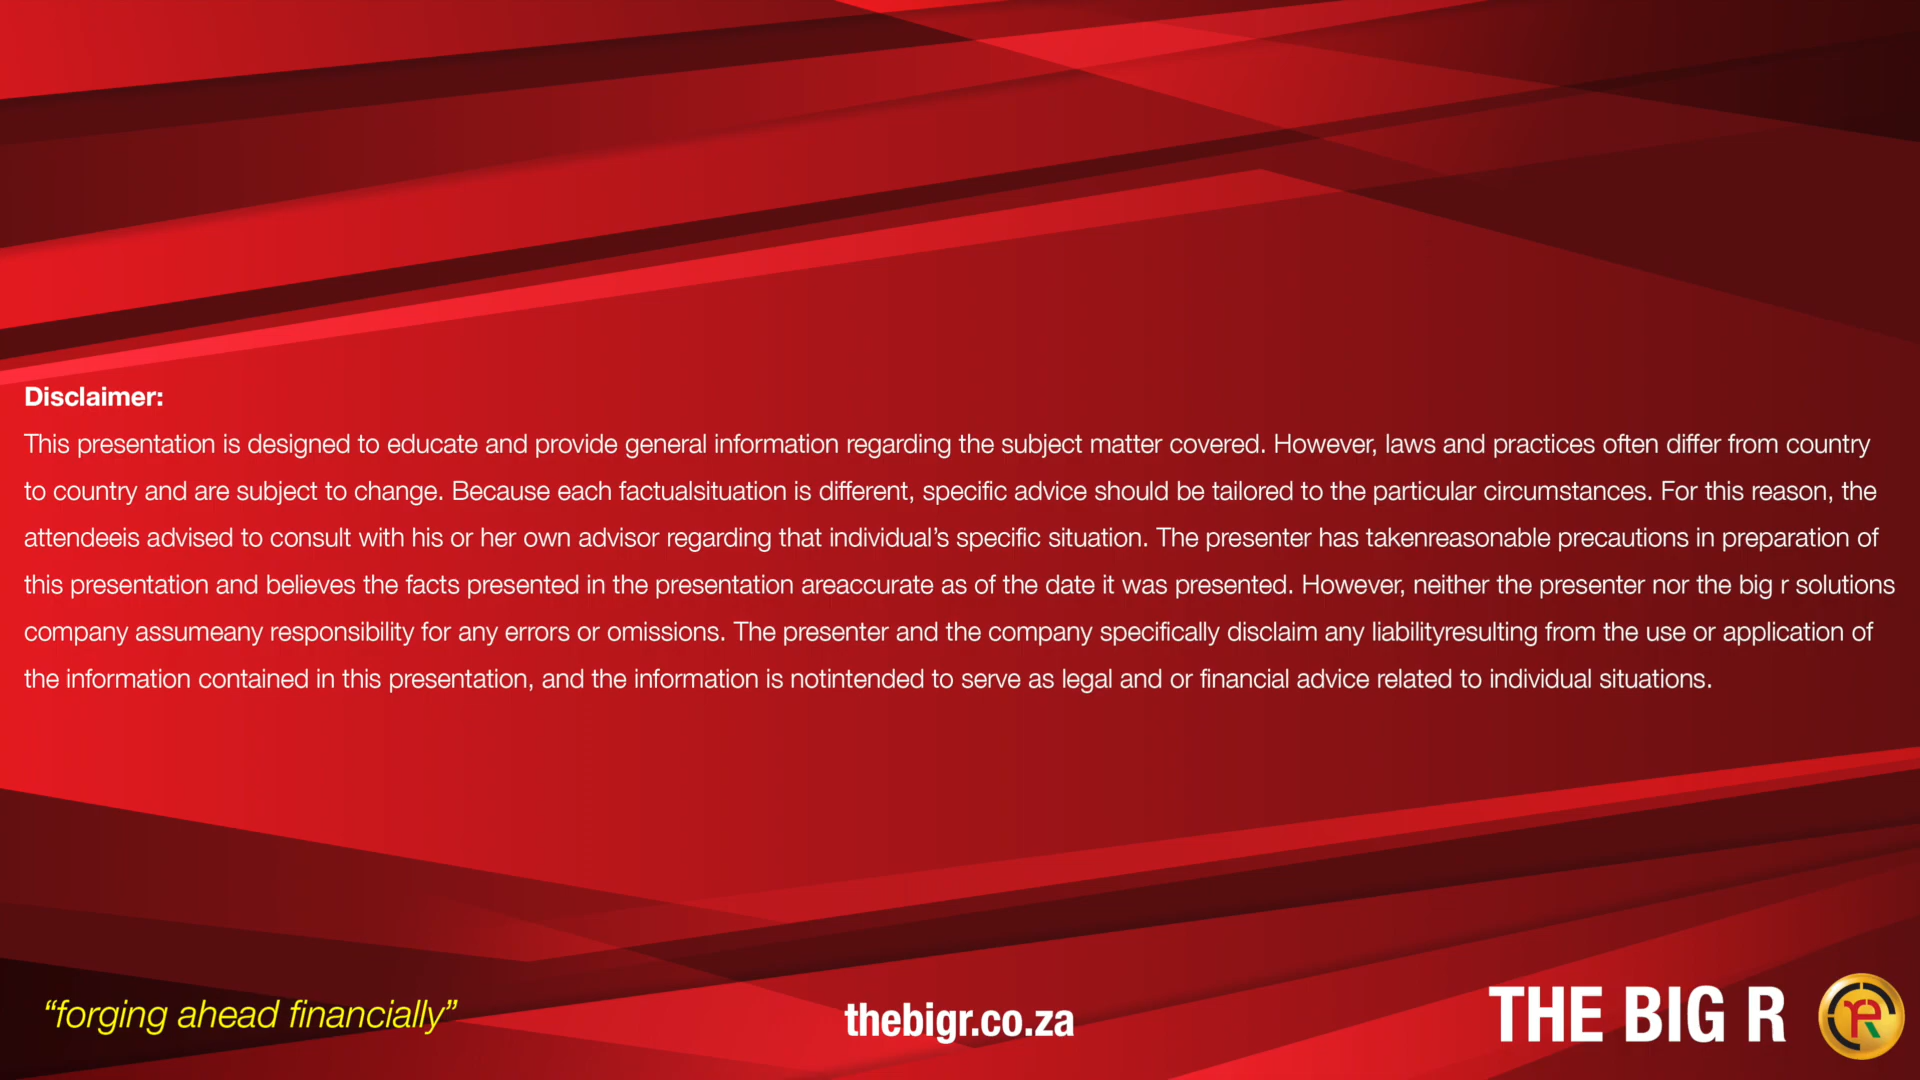 Disclaimer:
This presentation is designed to educate and provide general information regarding the subject matter covered. However, laws and practices often differ from country
to country and are subject to change. Because each factualsituation is different, specific advice should be tailored to the particular circumstances. For this reason, the
attendeeis advised to consult with his or her own advisor regarding that individual’s specific situation. The presenter has takenreasonable precautions in preparation of
this presentation and believes the facts presented in the presentation areaccurate as of the date it was presented. However, neither the presenter nor the big r solutions
company assumeany responsibility for any errors or omissions. The presenter and the company specifically disclaim any liabilityresulting from the use or application of
the information contained in this presentation, and the information is notintended to serve as legal and or financial advice related to individual situations.
“forging ahead financially”
thebigr.co.za
THE BIG R